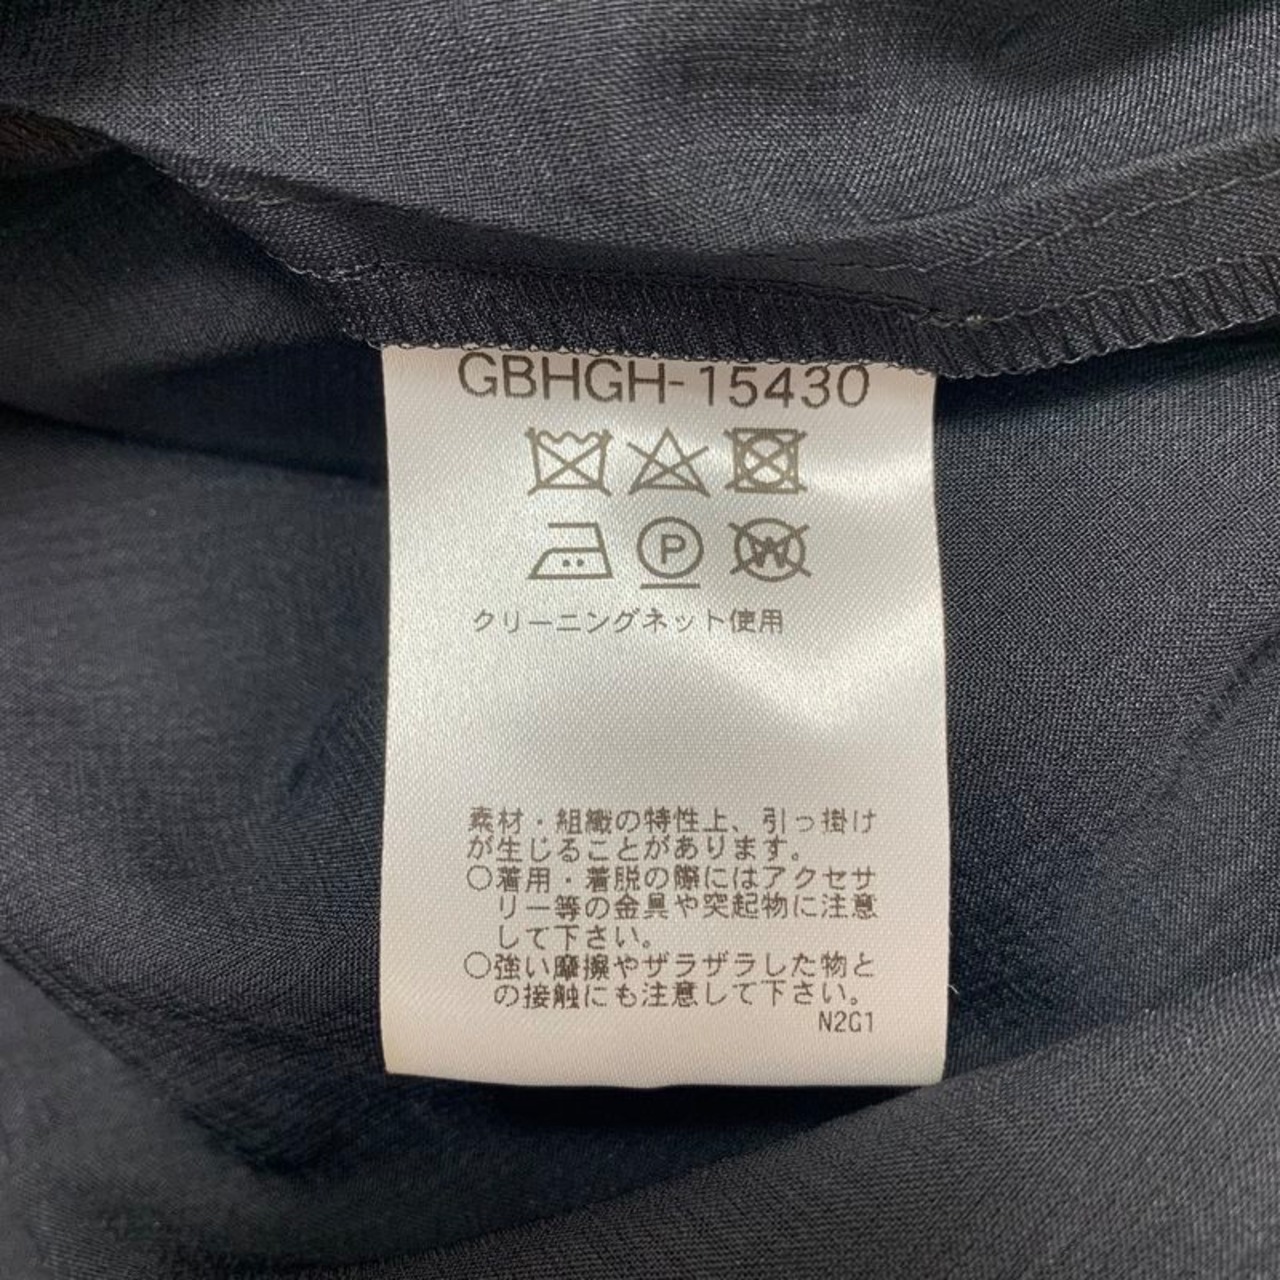 GBHGH-15430
P
W
クリーニングネット使用
素材・組織の特性上、引っ掛け
が生じることがあります。
○着用・着脱の際にはアクセサ
リー等の金具や突起物に注意
して下さい。
○強い摩擦やザラザラした物と
の接触にも注意して下さい。
N2G1